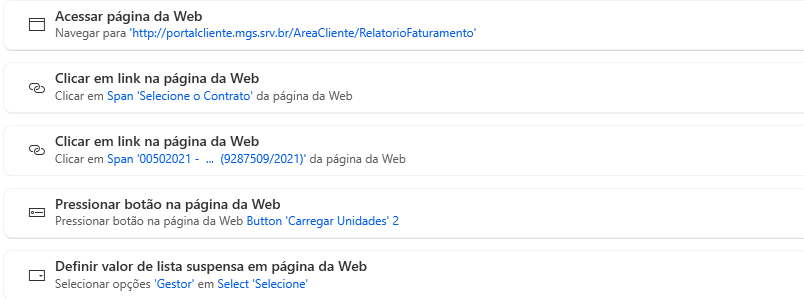 Acessar página da Web
Navegar para 'http://portalcliente.mgs.srv.br/AreaCliente/RelatorioFaturamento'
Clicar em link na página da Web
Clicar em Span 'Selecione o Contrato' da página da Web
Clicar em link na página da Web
Clicar em Span '00502021 - ... (9287509/2021)' da página da Web
Pressionar botão na página da Web
Pressionar botão na página da Web Button 'Carregar Unidades' 2
Definir valor de lista suspensa em página da Web
Selecionar opções 'Gestor' em Select 'Selecione'